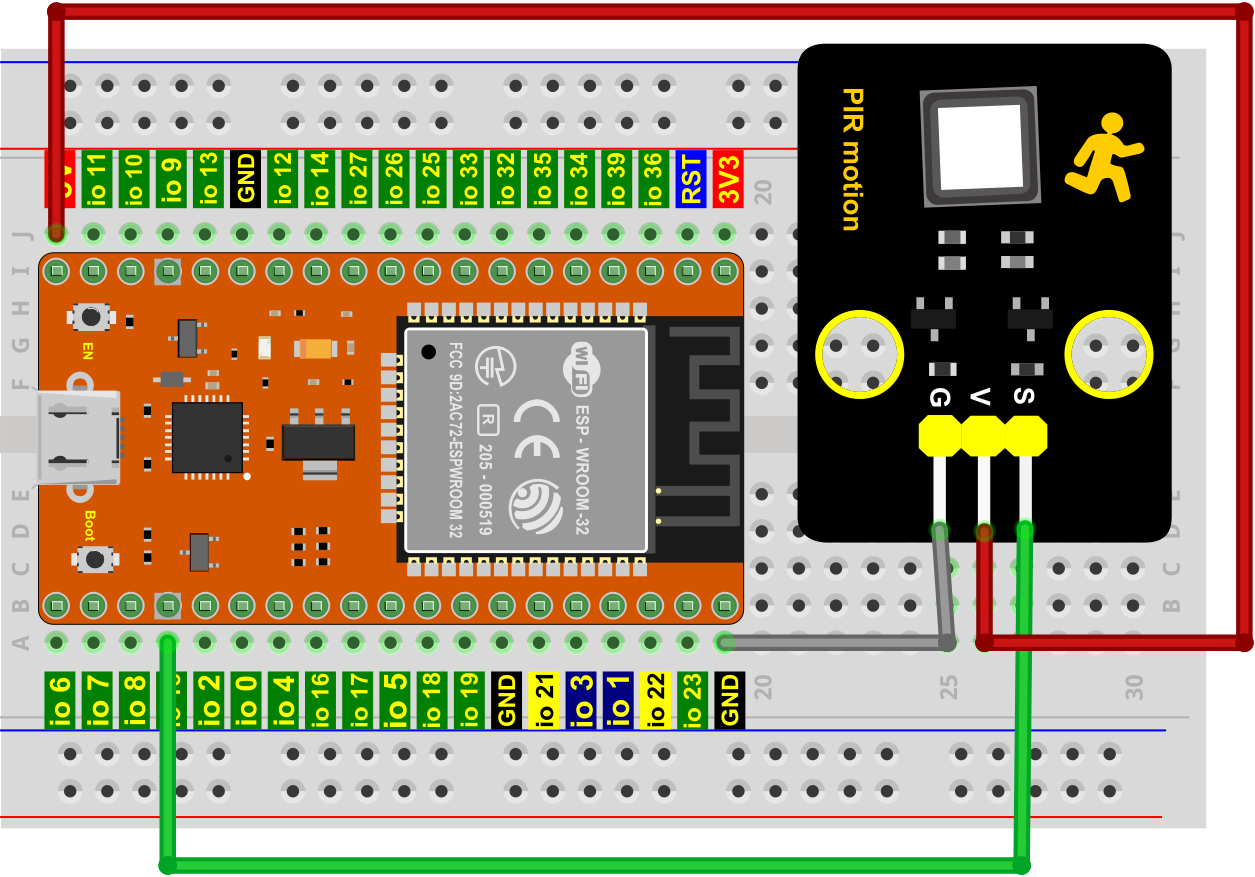 io 11
io 10
io 9
io 13
GND
io 12
io 14
io 27
io 26
io 25
io 33
io 32
io 35
io 34
io 39
io 36
RST
3V3
20
J
I
H
G
F
E
D
C
B
A
EN
Boot
FCC 9D:2AC72-ESPWROOM 32
R
205 - 000519
CE
Wi Fi
ESP - WROOM -32
PIR motion
G
V
S
J
I
H
G
F
E
D
C
B
io 6
io 7
io 8
io 2
io 0
io 4
io 16
io 17
io 5
io 18
io 19
GND
io 21
io 3
io 1
io 22
io 23
GND
20
25
30